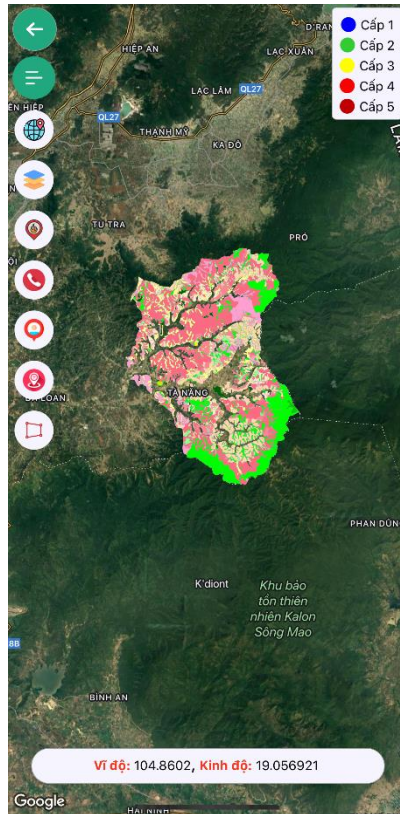 Cấp 1
Cấp 2
Cấp 3
Cấp 4
Cấp 5
HIỆP AN
LẠC XUÂN
LẠC LÂM
QL27
QL27
THẠNH MỸ
KA ĐÔ
TU TRA
PRÓ
TÀ NĂNG
PHAN DŨNG
K'diont
Khu bảo
tồn thiên
nhiên Kalon
Sông Mao
BÌNH AN
Vĩ độ: 104.8602, Kinh độ: 19.056921
Google